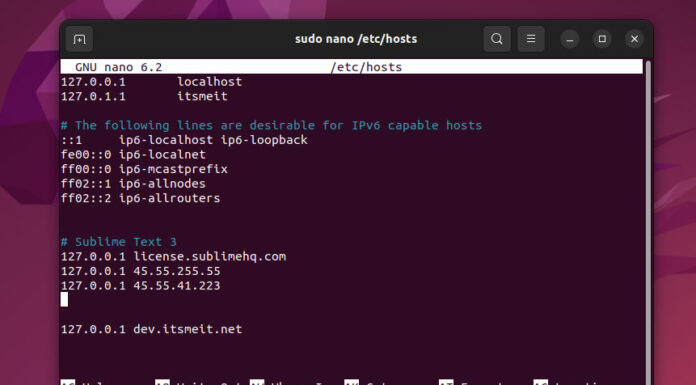 sudo nano /etc/hosts
GNU nano 6.2 /etc/hosts
127.0.0.1 localhost
127.0.1.1 itsmeit
# The following lines are desirable for IPv6 capable hosts
::1 ip6-localhost ip6-loopback
fe00::0 ip6-localnet
ff00::0 ip6-mcastprefix
ff02::1 ip6-allnodes
ff02::2 ip6-allrouters
# Sublime Text 3
127.0.0.1 license.sublimehq.com
127.0.0.1 45.55.255.55
127.0.0.1 45.55.41.223
127.0.0.1 dev.itsmeit.net